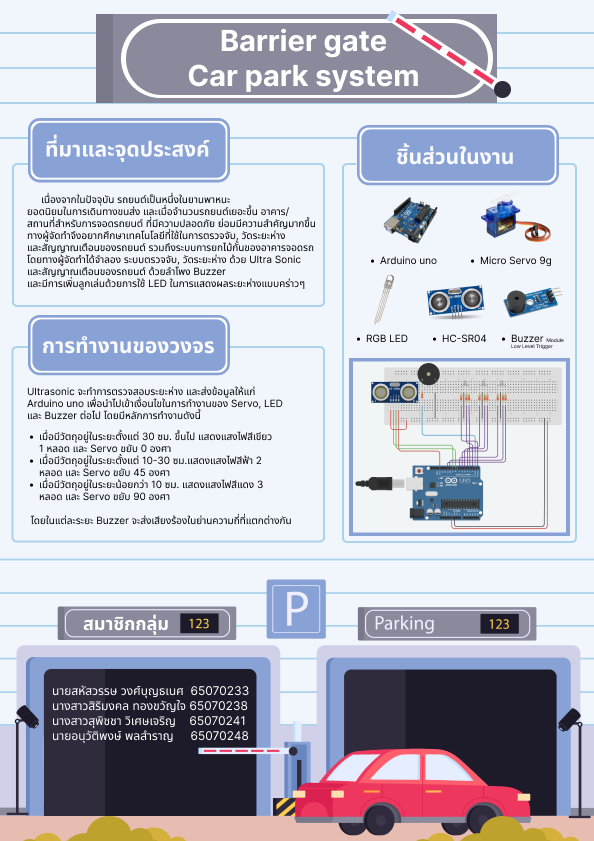 Barrier gate
Car park system
ที่มาและจุดประสงค์
เนื่องจากในปัจจุบัน รถยนต์เป็นหนึ่งในยานพาหนะ
ยอดนิยมในการเดินทางขนส่ง และเมื่อจำนวนรถยนต์เยอะขึ้น อาคาร/
สถานที่สำหรับการจอดรถยนต์ ที่มีความปลอดภัย ย่อมมีความสำคัญมากขึ้น
ทางผู้จัดทำจึงอยากศึกษาเทคโนโลยีที่ใช้ในการตรวจจับ, วัดระยะห่าง
และสัญญาณเตือนของรถยนต์ รวมถึงระบบการยกไม้กั้นของอาคารจอดรถ
โดยทางผู้จัดทำได้จำลอง ระบบตรวจจับ, วัดระยะห่าง ด้วย Ultra Sonic
และสัญญาณเตือนของรถยนต์ ด้วยลำโพง Buzzer
และมีการเพิ่มลูกเล่นด้วยการใช้ LED ในการแสดงผลระยะห่างแบบคร่าวๆ
การทำงานของวงจร
Ultrasonic จะทำการตรวจสอบระยะห่าง และส่งข้อมูลให้แก่
Arduino uno เพื่อนำไปเข้าเงื่อนไขในการทำงานของ Servo, LED
และ Buzzer ต่อไป โดยมีหลักการทำงานดังนี้
• เมื่อมีวัตถุอยู่ในระยะตั้งแต่ 30 ซม. ขึ้นไป แสดงแสงไฟสีเขียว
1 หลอด และ Servo ขยับ 0 องศา
• เมื่อมีวัตถุอยู่ในระยะตั้งแต่ 10-30 ซม.แสดงแสงไฟสีฟ้า 2
หลอด และ Servo ขยับ 45 องศา
• เมื่อมีวัตถุอยู่ในระยะน้อยกว่า 10 ซม. แสดงแสงไฟสีแดง 3
หลอด และ Servo ขยับ 90 องศา
โดยในแต่ละระยะ Buzzer จะส่งเสียงร้องในย่านความถี่ที่แตกต่างกัน
ชิ้นส่วนในงาน
• Arduino uno
• Micro Servo 9g
• RGB LED
• HC-SR04
• Buzzer Module
Low Level Trigger
P
สมาชิกกลุ่ม 123
Parking 123
นายสหัสวรรษ วงศ์บุญธเนศ 65070233
นางสาวสิริมงคล ทองขวัญใจ 65070238
นางสาวสุพิชชา วิเศษเจริญ 65070241
นายอนุวัติพงษ์ พลสำราญ 65070248